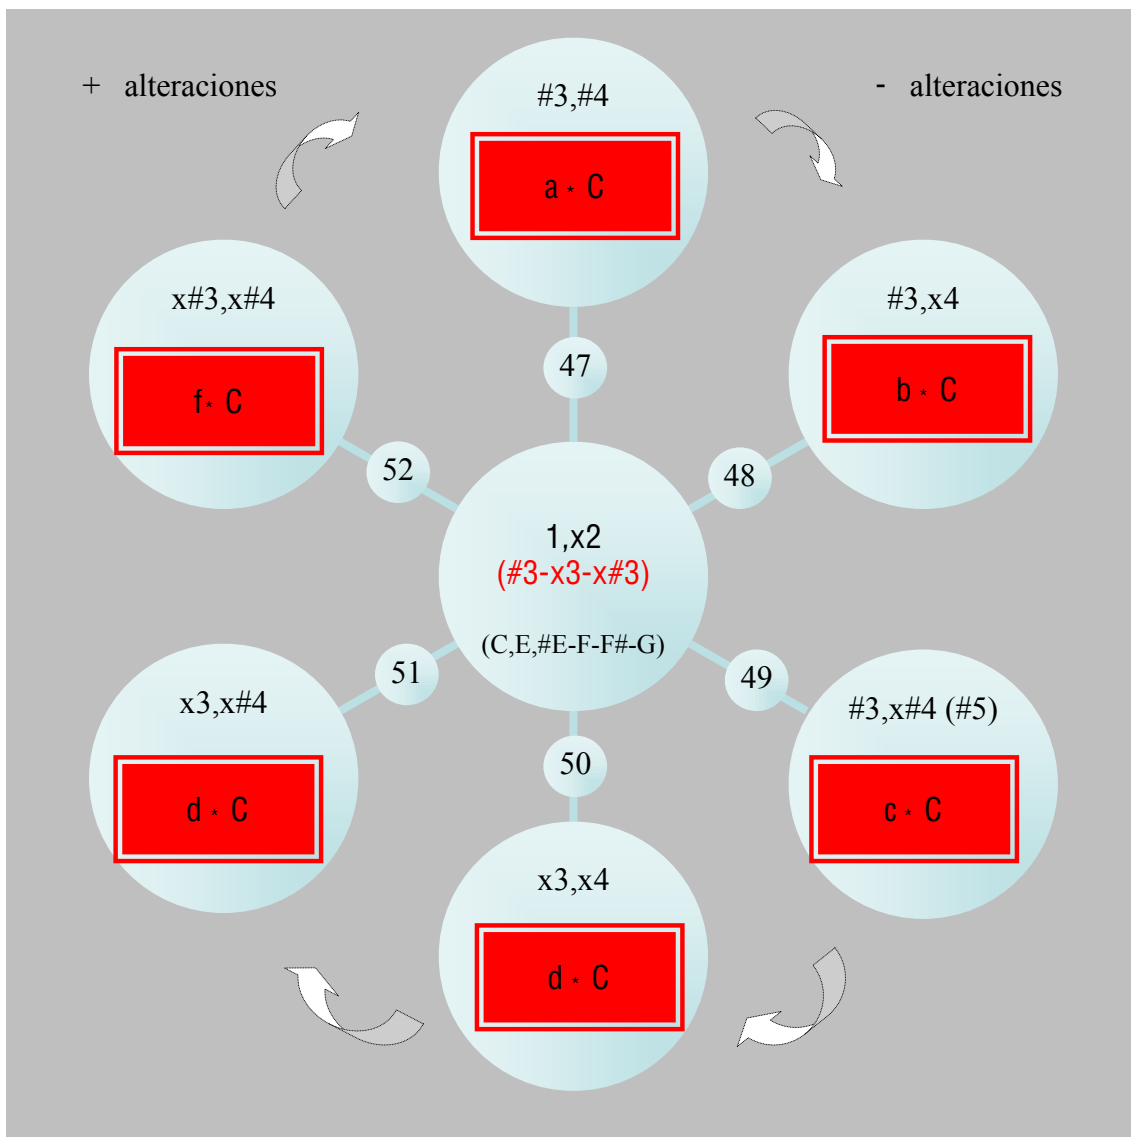 + alteraciones
- alteraciones
#3,#4
a * C
x#3,x#4
f * C
#3,x4
b * C
47
52
48
1,x2
(#3-x3-x#3)
(C,E,#E-F-F#-G)
51
49
x3,x#4
d * C
#3,x#4 (#5)
c * C
50
x3,x4
d * C